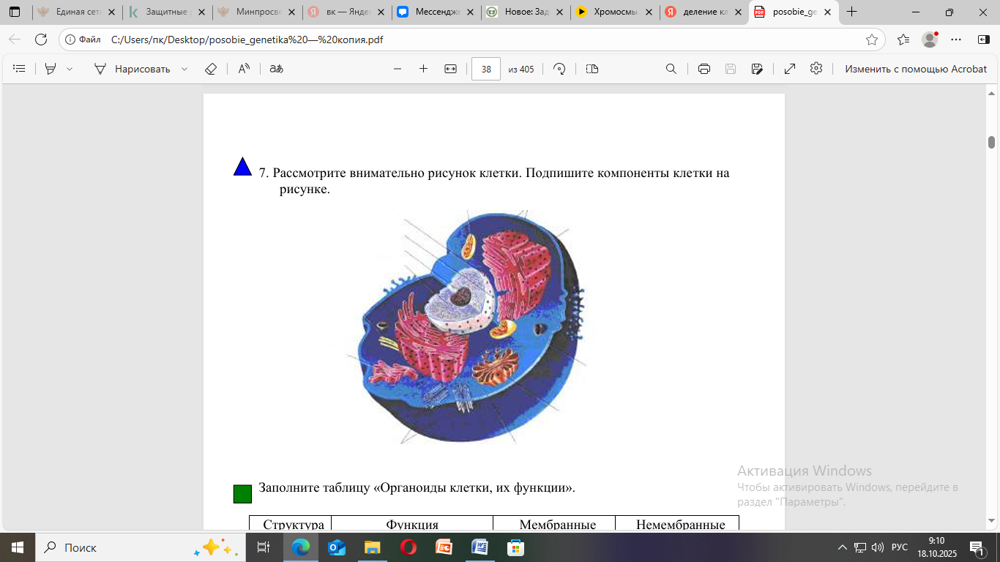 Единая сет
Защитные
Минпросве
вк — Яндек
Мессендже
Новое: Зад
Хромосмы
деление кл
posobie_ge
Файл
C:/Users/пк/Desktop/posobie_genetika%20—%20копия.pdf
Нарисовать
38
из 405
Изменить с помощью Acrobat
7. Рассмотрите внимательно рисунок клетки. Подпишите компоненты клетки на
рисунке.
Заполните таблицу «Органоиды клетки, их функции».
Структура
Функция
Мембранные
Немембранные
Активация Windows
Чтобы активировать Windows, перейдите в
раздел "Параметры".
Поиск
РУС
9:10
18.10.2025
1